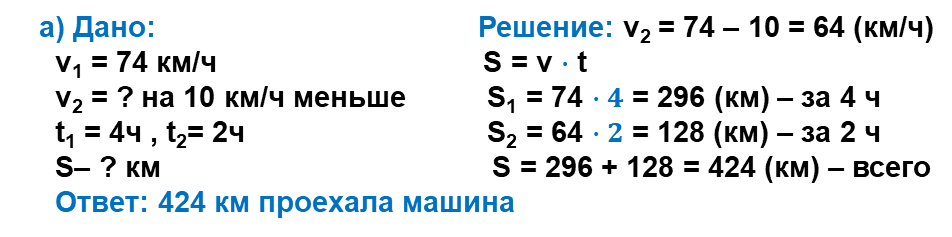 а) Дано:
v₁ = 74 км/ч
v₂ = ? на 10 км/ч меньше
t₁ = 4ч , t₂= 2ч
S– ? км
Решение: v₂ = 74 – 10 = 64 (км/ч)
S = v · t
S₁ = 74 · 4 = 296 (км) – за 4 ч
S₂ = 64 · 2 = 128 (км) – за 2 ч
S = 296 + 128 = 424 (км) – всего
Ответ: 424 км проехала машина